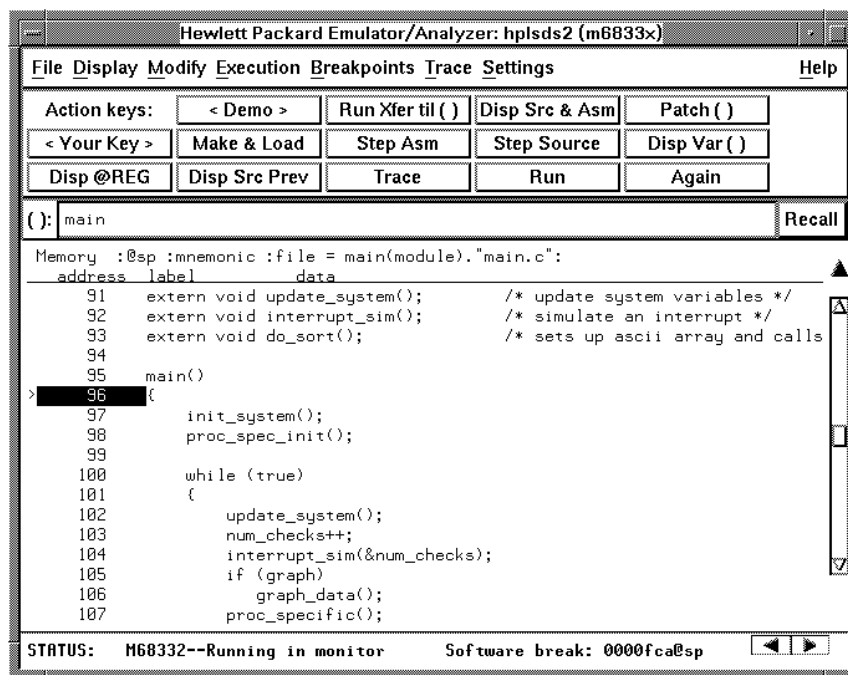 Hewlett Packard Emulator/Analyzer: hplsds2 (m6833x)
File Display Modify Execution Breakpoints Trace Settings Help
Action keys: < Demo > Run Xfer til ( ) Disp Src & Asm Patch ( )
< Your Key > Make & Load Step Asm Step Source Disp Var ( )
Disp @REG Disp Src Prev Trace Run Again
( ): main Recall
Memory :@sp :mnemonic :file = main(module)."main.c":
address label data
91 extern void update_system(); /* update system variables */
92 extern void interrupt_sim(); /* simulate an interrupt */
93 extern void do_sort(); /* sets up ascii array and calls
94
95 main()
> 96 {
97 init_system();
98 proc_spec_init();
99
100 while (true)
101 {
102 update_system();
103 num_checks++;
104 interrupt_sim(&num_checks);
105 if (graph)
106 graph_data();
107 proc_specific();
STATUS: M68332--Running in monitor Software break: 0000fca@sp